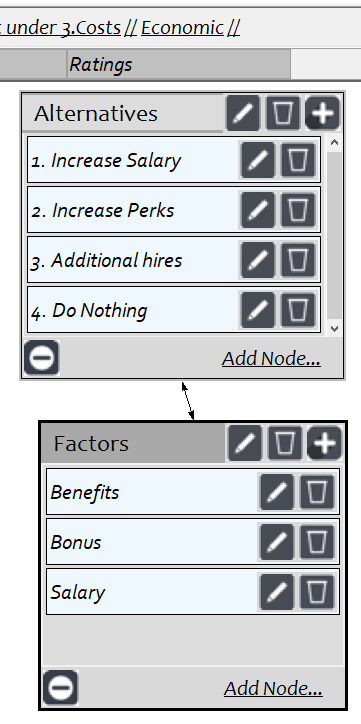 under 3.Costs // Economic //
Ratings
Alternatives
1. Increase Salary
2. Increase Perks
3. Additional hires
4. Do Nothing
Add Node...
Factors
Benefits
Bonus
Salary
Add Node...